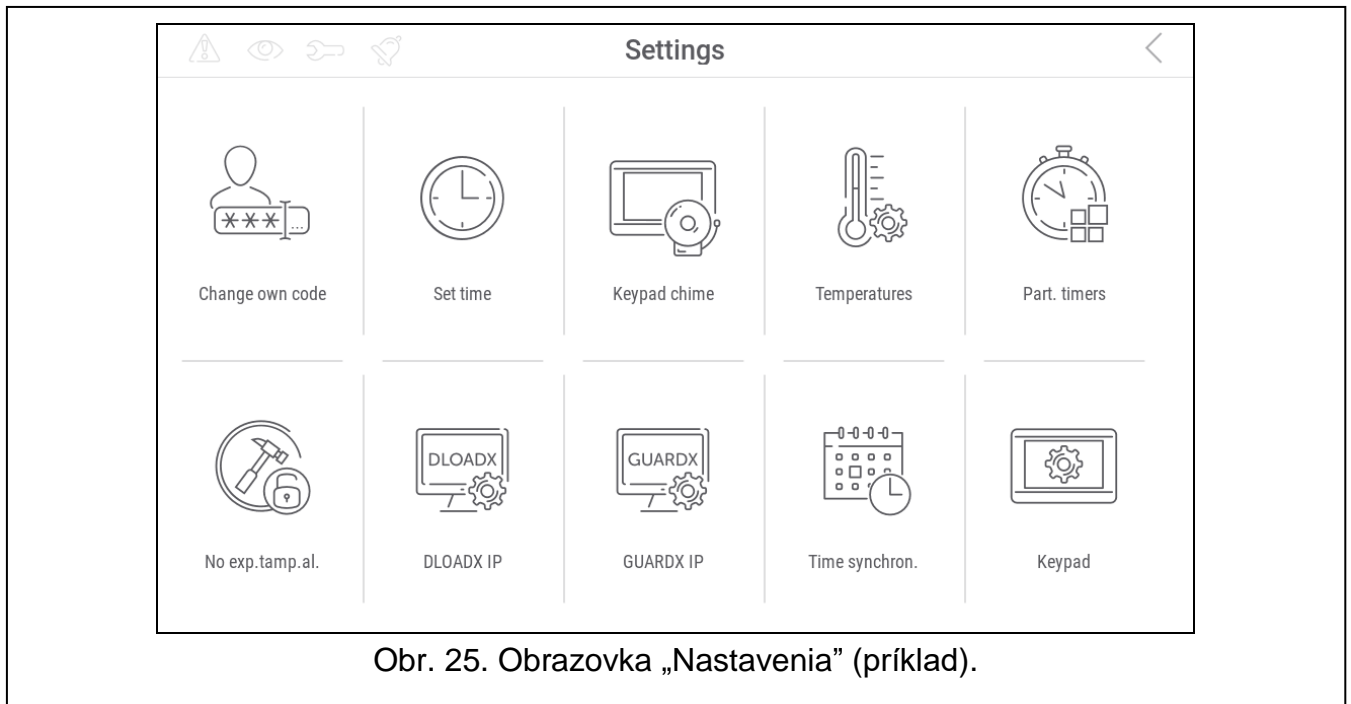 Settings
*** ...
Change own code
Set time
Keypad chime
Temperatures
Part. timers
DLOADX
GUARDX
No exp.tamp.al.
DLOADX IP
GUARDX IP
Time synchron.
Keypad
Obr. 25. Obrazovka „Nastavenia” (príklad).